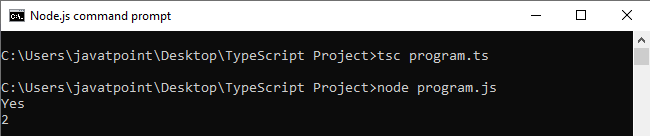 Node.js command prompt
C:\Users\javatpoint\Desktop\TypeScript Project>tsc program.ts
C:\Users\javatpoint\Desktop\TypeScript Project>node program.js
Yes
2